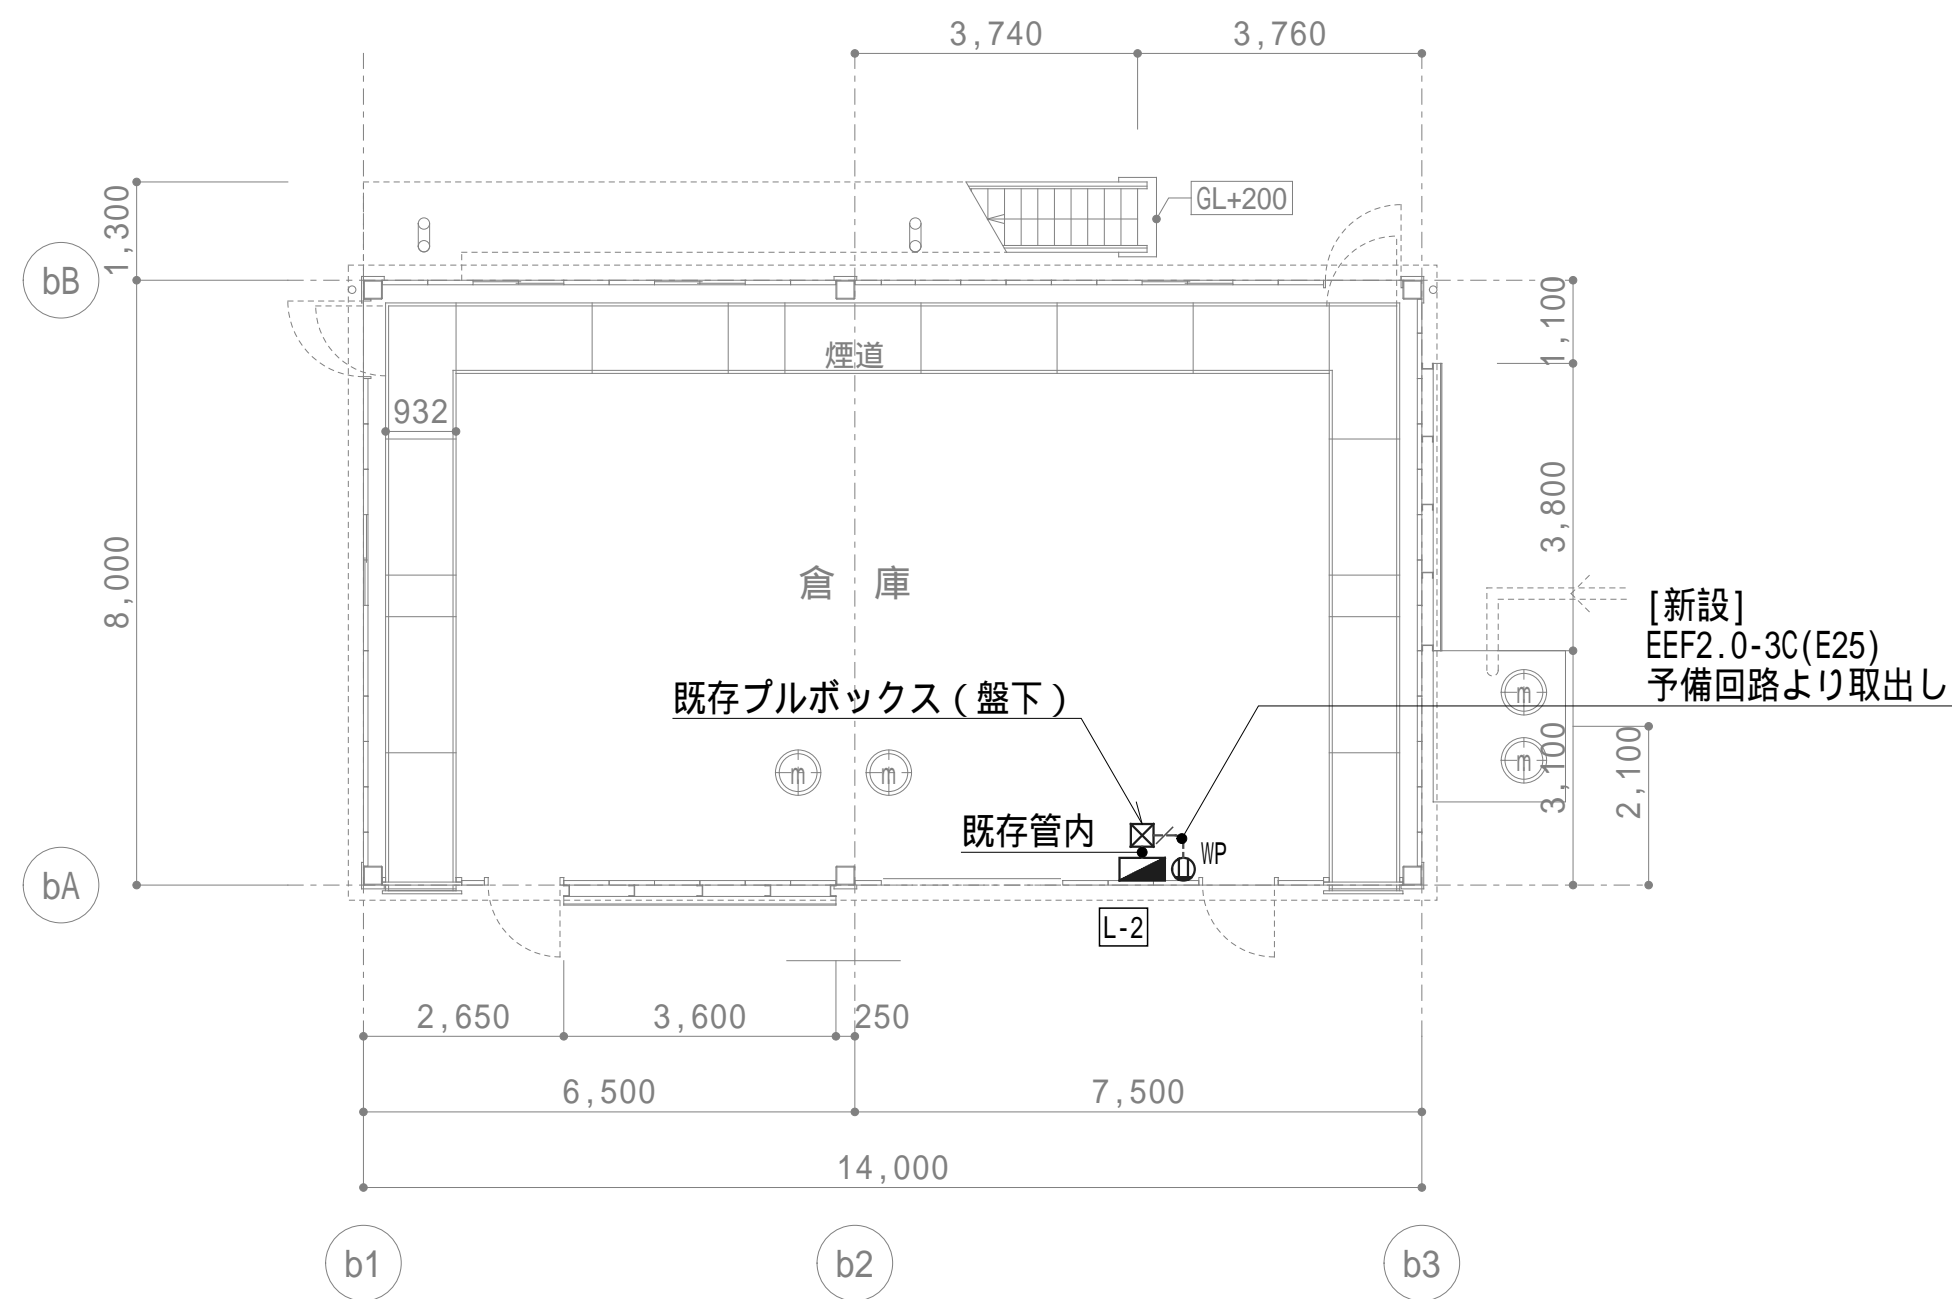 3,740
3,760
1,300
GL+200
bB
1,100
煙道
932
3,800
8,000
倉 庫
[新設]
EEF2.0-3C(E25)
予備回路より取出し
既存プルボックス（盤下）
m
m
m
m
3,100
2,100
既存管内
WP
bA
L-2
2,650
3,600
250
6,500
7,500
14,000
b1
b2
b3